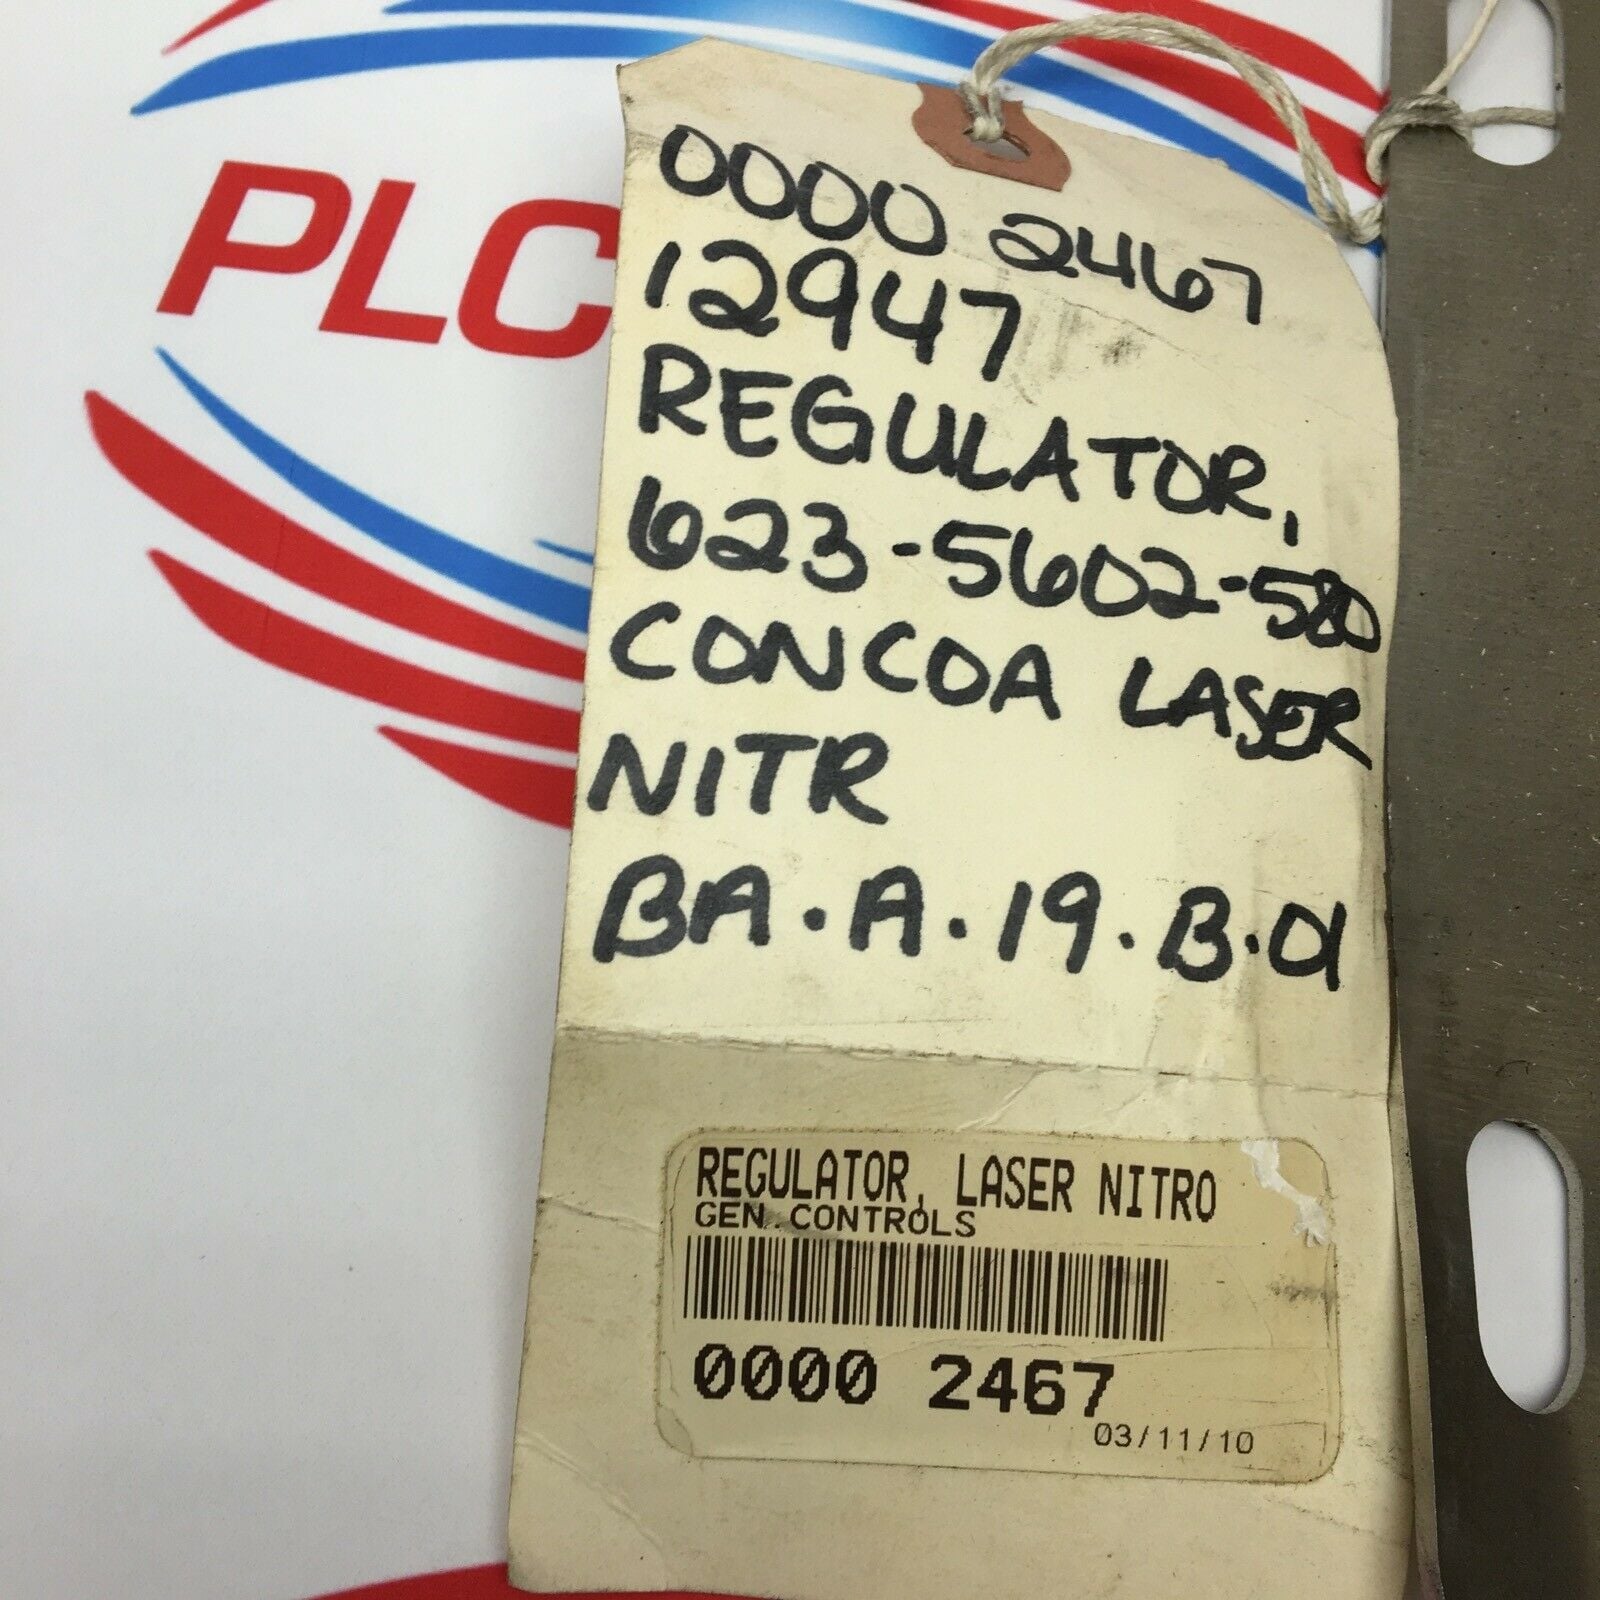 PLC
0000 2467
12947
REGULATOR,
623-5602-580
CONCOA LASER
NITR
BA.A.19.B.01
REGULATOR, LASER NITRO
GEN. CONTROLS
0000 2467
03/11/10